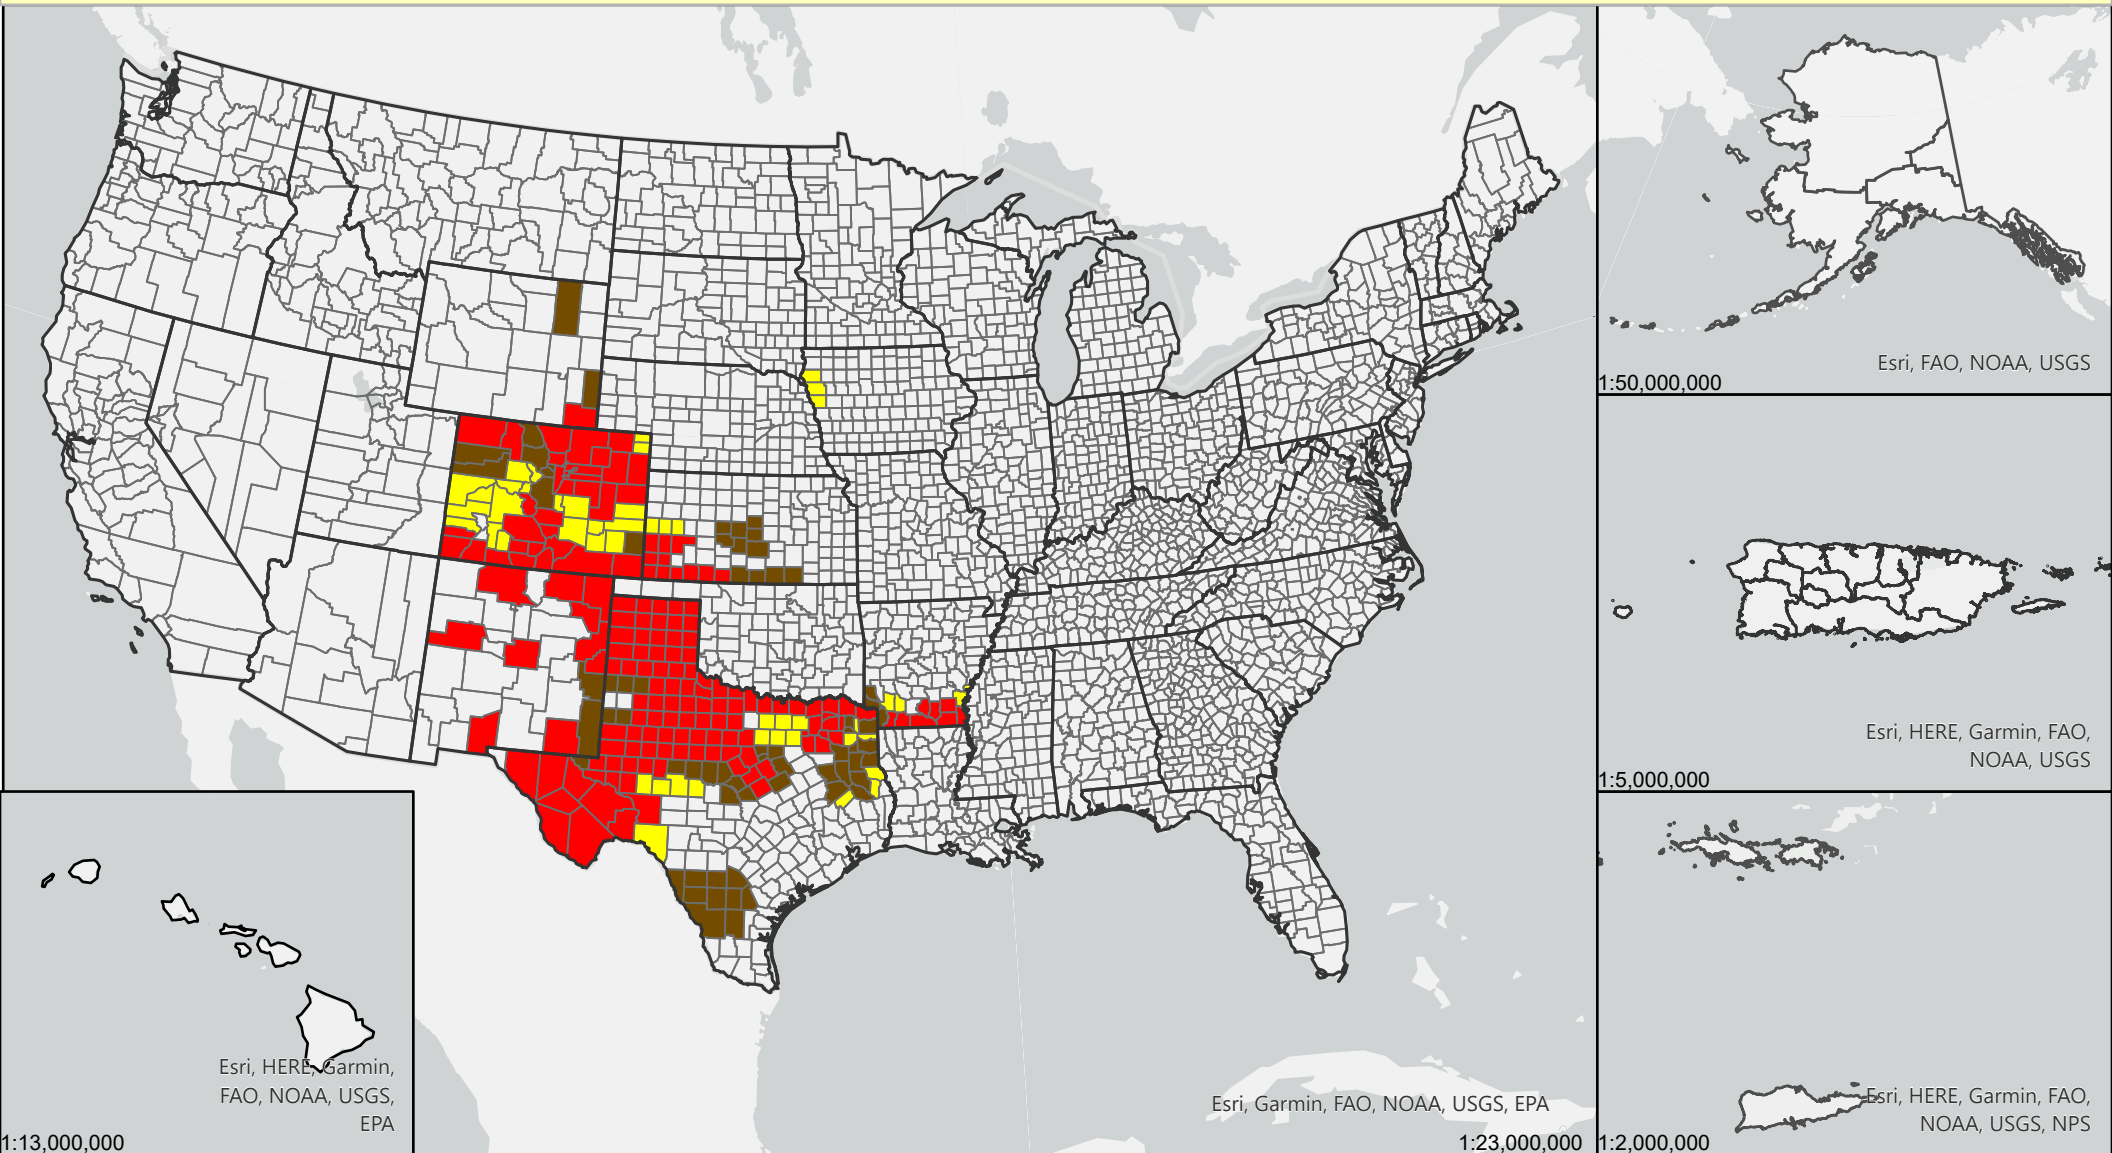 Esri, FAO, NOAA, USGS
1:50,000,000
Esri, HERE, Garmin, FAO,
NOAA, USGS
1:5,000,000
Esri, HERE, Garmin,
FAO, NOAA, USGS,
EPA
1:13,000,000
Esri, Garmin, FAO, NOAA, USGS, EPA
1:23,000,000
Esri, HERE, Garmin, FAO,
NOAA, USGS, NPS
1:2,000,000